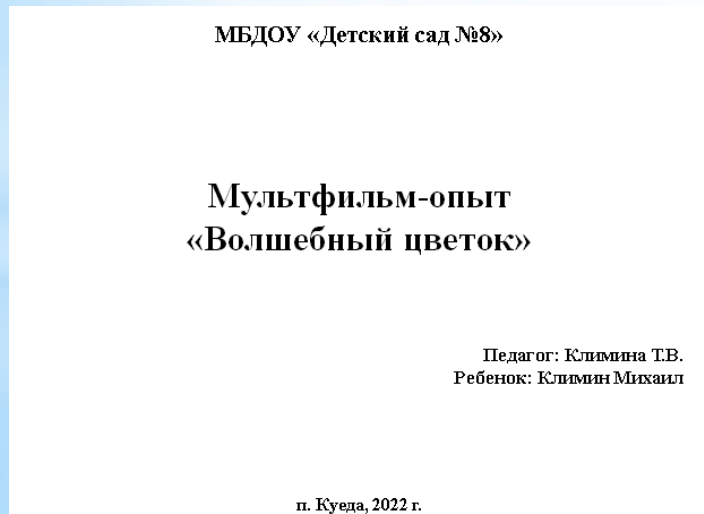 МБДОУ «Детский сад №8»
Мультфильм-опыт
«Волшебный цветок»
Педагог: Климина Т.В.
Ребенок: Климин Михаил
п. Куеда, 2022 г.